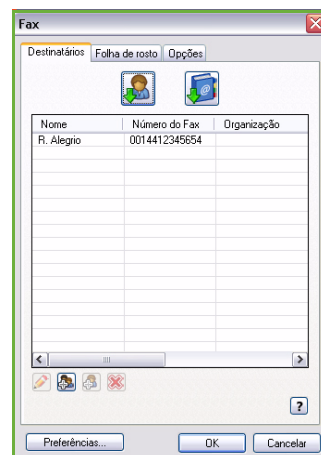 Fax
Destinatários Folha de rosto Opções
Nome Número do Fax Organização
R. Alegrio 0014412345654
?
Preferências... OK Cancelar